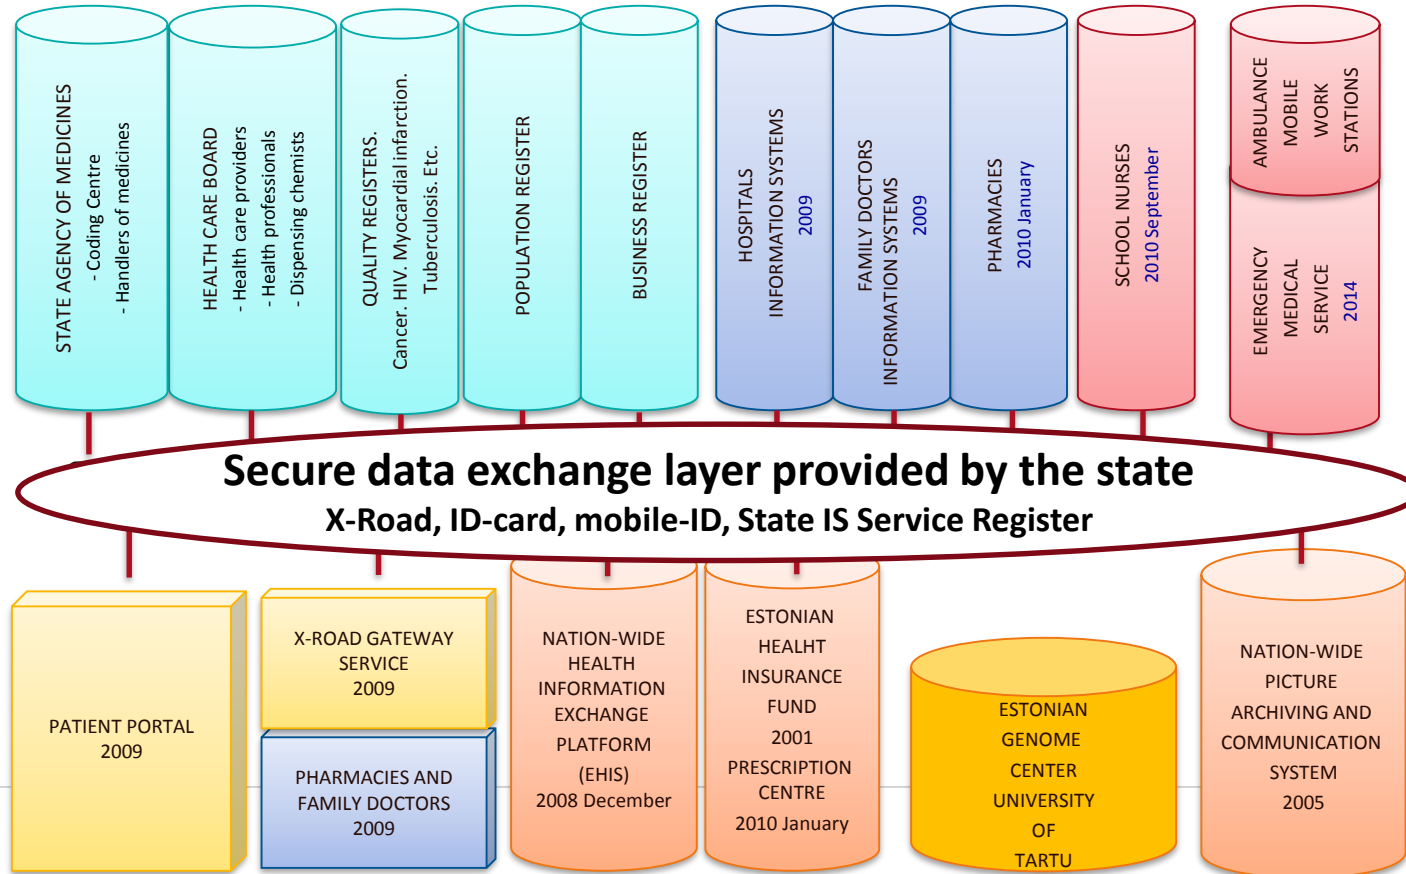 STATE AGENCY OF MEDICINES
- Coding Centre
- Handlers of medicines
HEALTH CARE BOARD
- Health care providers
- Health professionals
- Dispensing chemists
QUALITY REGISTERS.
Cancer. HIV. Myocardial infarction.
Tuberculosis. Etc.
POPULATION REGISTER
BUSINESS REGISTER
HOSPITALS
INFORMATION SYSTEMS
2009
FAMILY DOCTORS
INFORMATION SYSTEMS
2009
PHARMACIES
2010 January
SCHOOL NURSES
2010 September
AMBULANCE
MOBILE
WORK
STATIONS
EMERGENCY
MEDICAL
SERVICE
2014
Secure data exchange layer provided by the state
X-Road, ID-card, mobile-ID, State IS Service Register
PATIENT PORTAL
2009
X-ROAD GATEWAY
SERVICE
2009
PHARMACIES AND
FAMILY DOCTORS
2009
NATION-WIDE
HEALTH
INFORMATION
EXCHANGE
PLATFORM
(EHIS)
2008 December
ESTONIAN
HEALHT
INSURANCE
FUND
2001
PRESCRIPTION
CENTRE
2010 January
ESTONIAN
GENOME
CENTER
UNIVERSITY
OF
TARTU
NATION-WIDE
PICTURE
ARCHIVING AND
COMMUNICATION
SYSTEM
2005